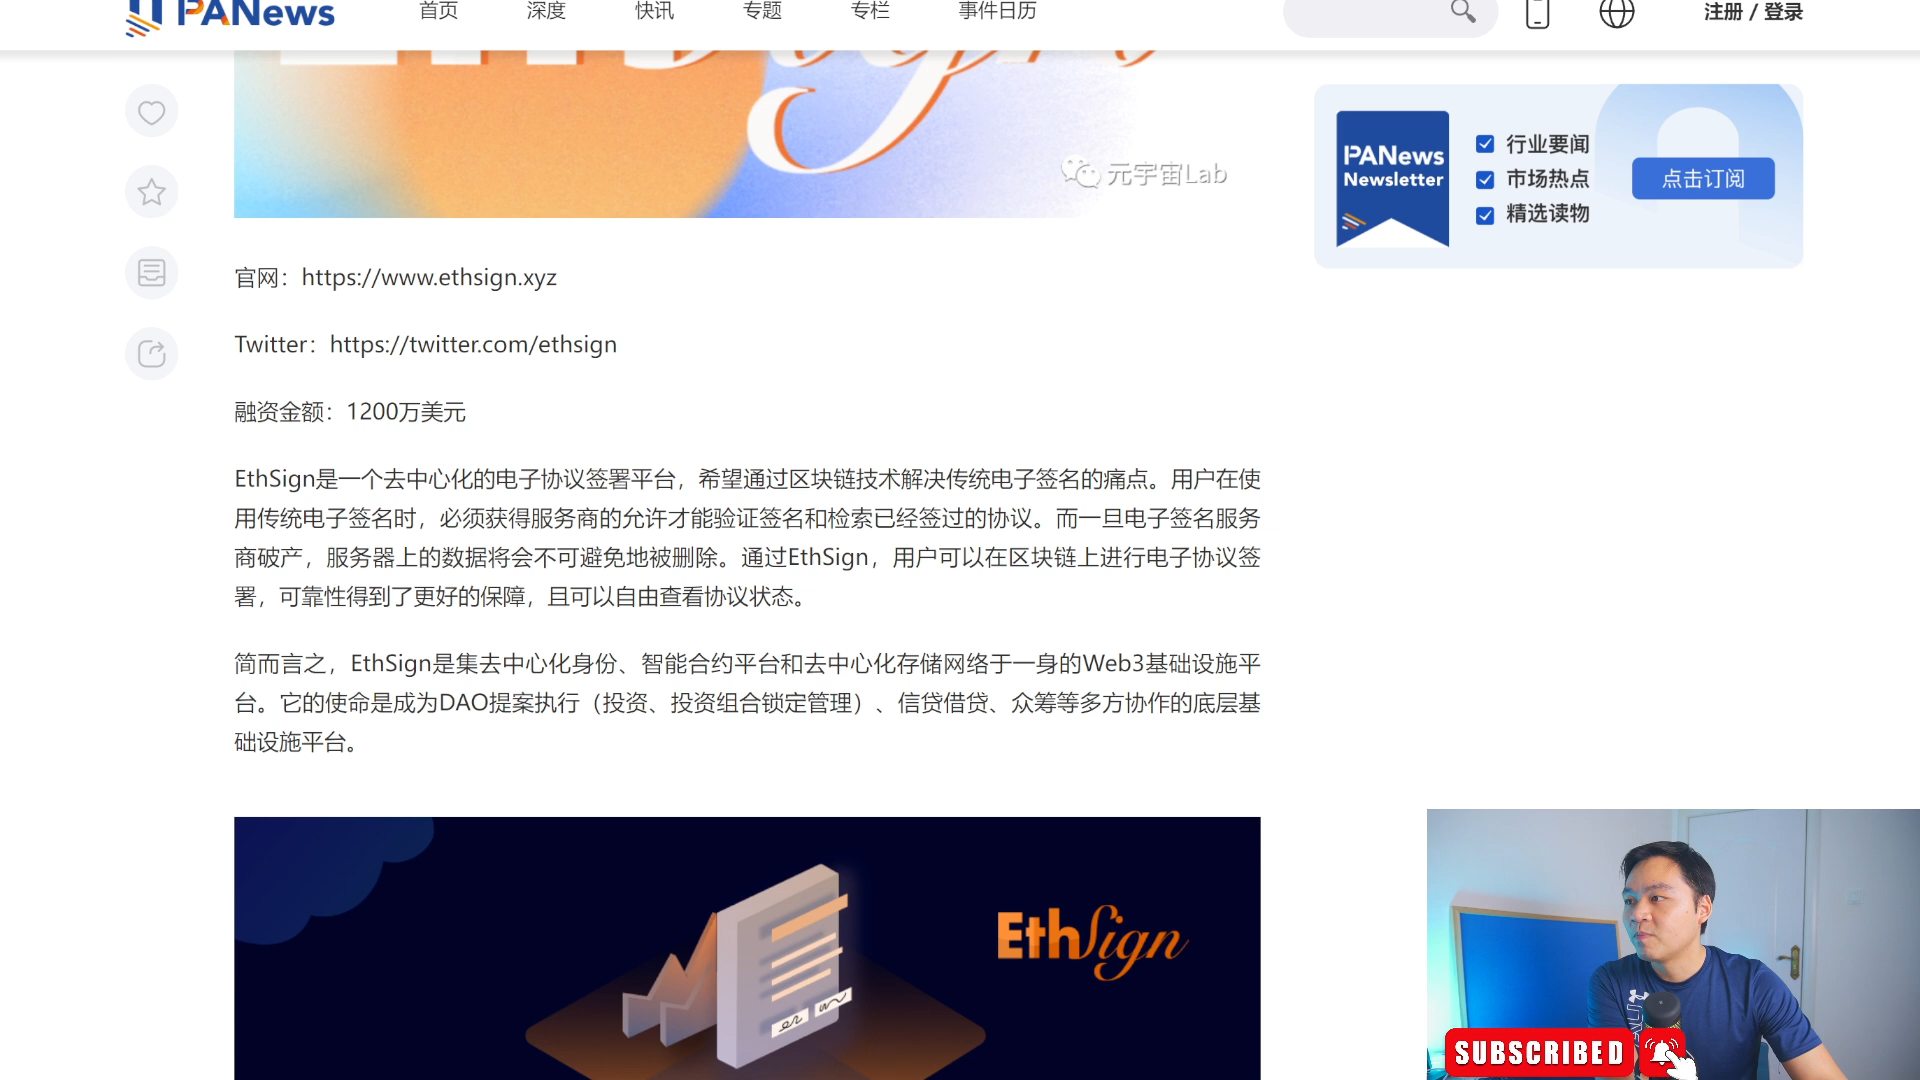 PANews
首页 深度 快讯 专题 专栏 事件日历
注册 / 登录
元宇宙Lab
PANews
Newsletter
行业要闻
市场热点
精选读物
点击订阅
官网：https://www.ethsign.xyz
Twitter：https://twitter.com/ethsign
融资金额：1200万美元
EthSign是一个去中心化的电子协议签署平台，希望通过区块链技术解决传统电子签名的痛点。用户在使
用传统电子签名时，必须获得服务商的允许才能验证签名和检索已经签过的协议。而一旦电子签名服务
商破产，服务器上的数据将会不可避免地被删除。通过EthSign，用户可以在区块链上进行电子协议签
署，可靠性得到了更好的保障，且可以自由查看协议状态。
简而言之，EthSign是集去中心化身份、智能合约平台和去中心化存储网络于一身的Web3基础设施平
台。它的使命是成为DAO提案执行（投资、投资组合锁定管理）、信贷借贷、众筹等多方协作的底层基
础设施平台。
EthSign
SUBSCRIBED